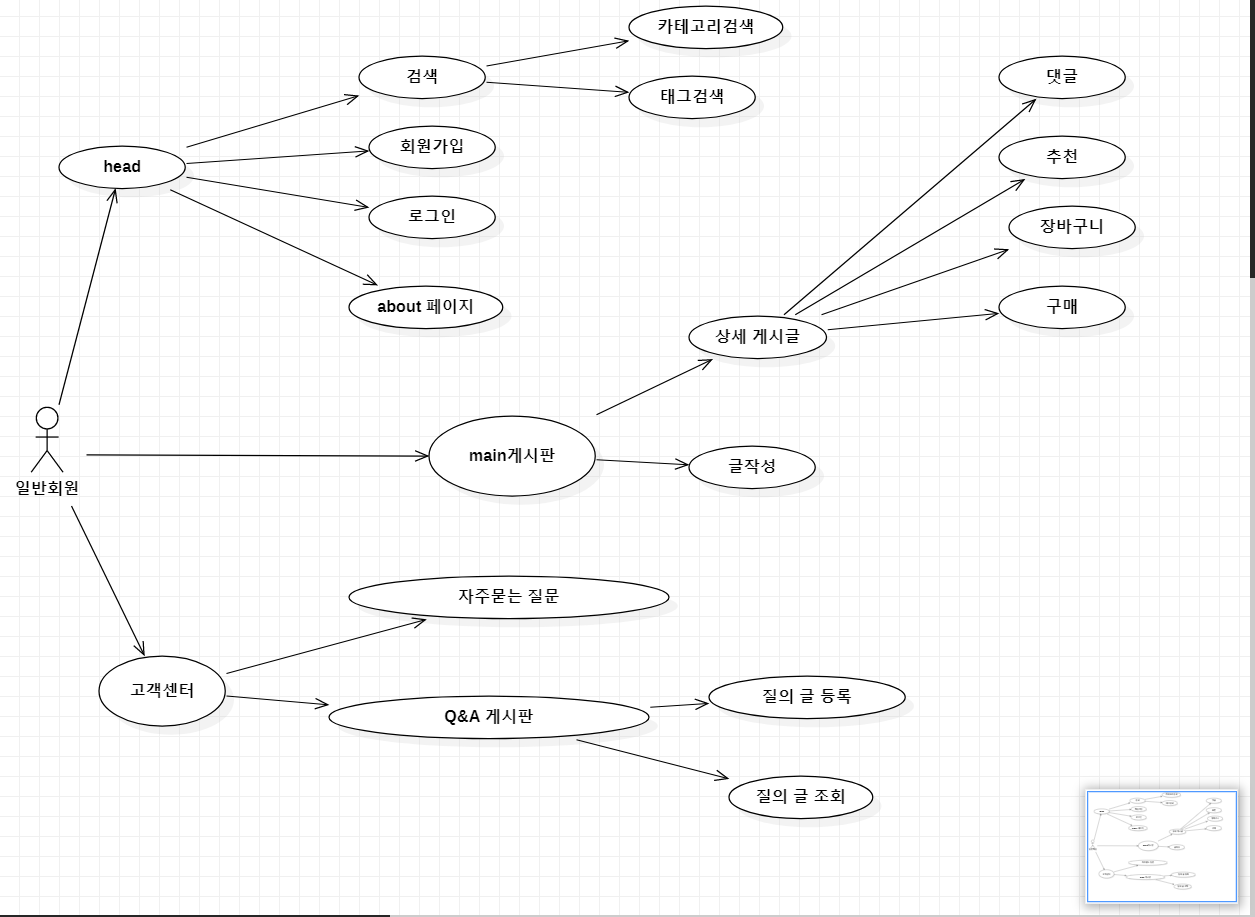 카테고리검색
검색
댓글
태그검색
회원가입
추천
head
로그인
장바구니
about 페이지
구매
상세 게시글
main게시판
글작성
일반회원
자주묻는 질문
고객센터
질의 글 등록
Q&A 게시판
질의 글 조회